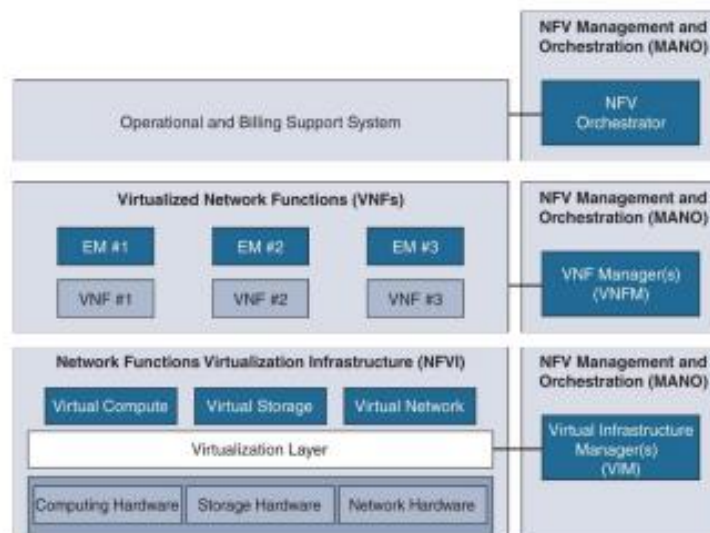 NFV Management and
Orchestration (MANO)
Operational and Billing Support System
NFV
Orchestrator
Virtualized Network Functions (VNFs)
EM #1
EM #2
EM #3
VNF #1
VNF #2
VNF #3
NFV Management and
Orchestration (MANO)
VNF Manager(s)
(VNFM)
Network Functions Virtualization Infrastructure (NFVI)
Virtual Compute
Virtual Storage
Virtual Network
Virtualization Layer
Computing Hardware
Storage Hardware
Network Hardware
NFV Management and
Orchestration (MANO)
Virtual Infrastructure
Manager(s)
(VIM)